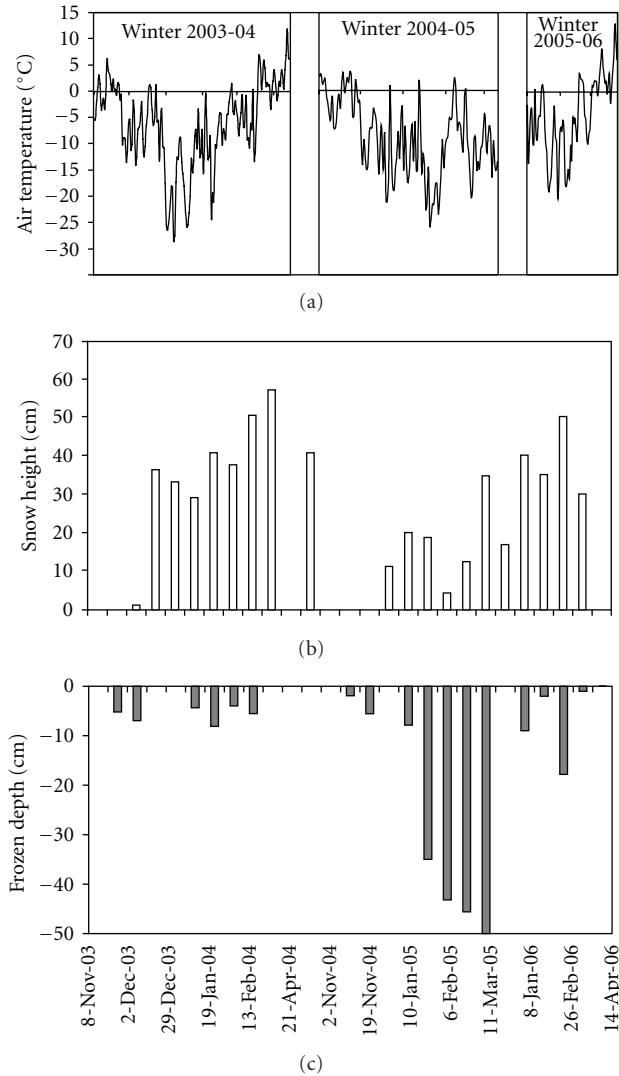 15
10
5
0
−5
−10
−15
−20
−25
−30
Air temperature (°C)
Winter 2003-04
Winter 2004-05
Winter
2005-06
(a)
70
60
50
40
30
20
10
0
Snow height (cm)
(b)
0
−10
−20
−30
−40
−50
Frozen depth (cm)
8-Nov-03
2-Dec-03
29-Dec-03
19-Jan-04
13-Feb-04
21-Apr-04
2-Nov-04
19-Nov-04
10-Jan-05
6-Feb-05
11-Mar-05
8-Jan-06
26-Feb-06
14-Apr-06
(c)